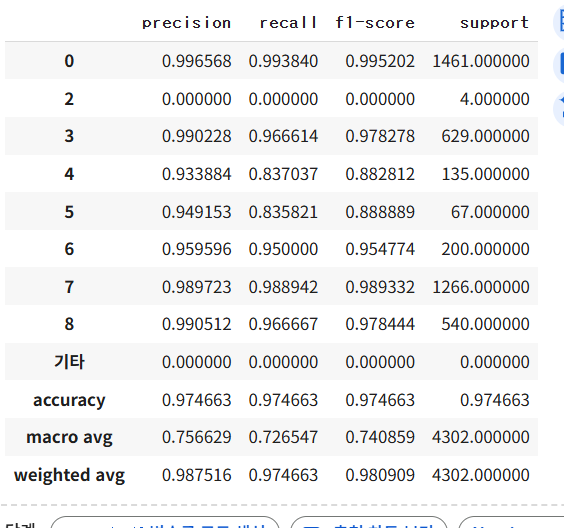 precision recall f1-score support
0 0.996568 0.993840 0.995202 1461.000000
2 0.000000 0.000000 0.000000 4.000000
3 0.990228 0.966614 0.978278 629.000000
4 0.933884 0.837037 0.882812 135.000000
5 0.949153 0.835821 0.888889 67.000000
6 0.959596 0.950000 0.954774 200.000000
7 0.989723 0.988942 0.989332 1266.000000
8 0.990512 0.966667 0.978444 540.000000
기타 0.000000 0.000000 0.000000 0.000000
accuracy 0.974663 0.974663 0.974663 0.974663
macro avg 0.756629 0.726547 0.740859 4302.000000
weighted avg 0.987516 0.974663 0.980909 4302.000000